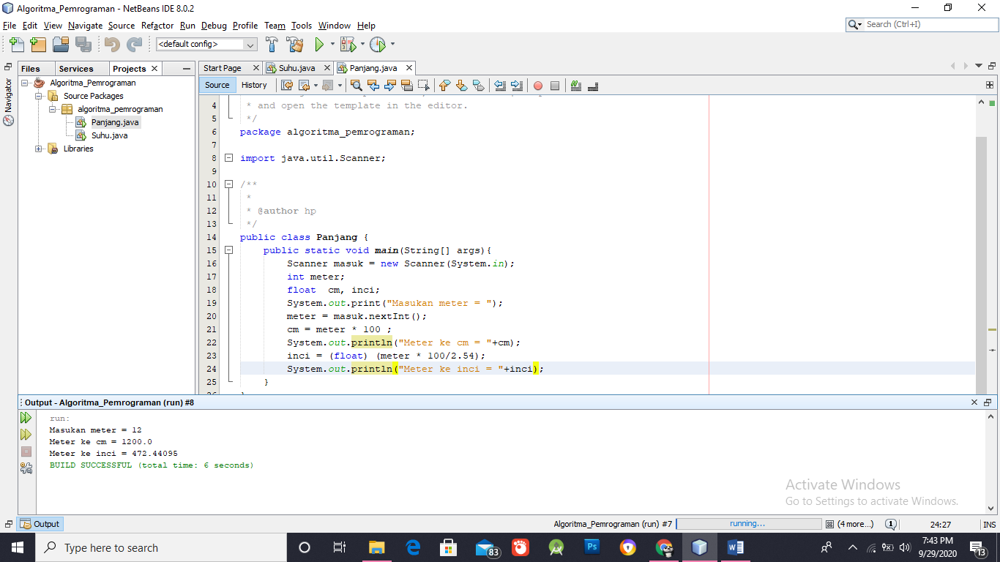 Algoritma_Pemrograman - NetBeans IDE 8.0.2
File Edit View Navigate Source Refactor Run Debug Profile Team Tools Window Help
Search (Ctrl+I)
<default config>
Files Services Projects
Start Page Suhu.java Panjang.java
Navigator
Source History
Algoritma_Pemrograman
Source Packages
algoritma_pemrograman
Panjang.java
Suhu.java
Libraries
4 * and open the template in the editor.
5 */
6 package algoritma_pemrograman;
7
8 import java.util.Scanner;
9
10 /**
11 *
12 * @author hp
13 */
14 public class Panjang {
15 public static void main(String[] args){
16 Scanner masuk = new Scanner(System.in);
17 int meter;
18 float  cm, inci;
19 System.out.print("Masukan meter = ");
20 meter = masuk.nextInt();
21 cm = meter * 100 ;
22 System.out.println("Meter ke cm = "+cm);
23 inci = (float) (meter * 100/2.54);
24 System.out.println("Meter ke inci = "+inci);
25 }
Output - Algoritma_Pemrograman (run) #8
run:
Masukan meter = 12
Meter ke cm = 1200.0
Meter ke inci = 472.44095
BUILD SUCCESSFUL (total time: 6 seconds)
Activate Windows
Go to Settings to activate Windows.
Output
Algoritma_Pemrograman (run) #7 running... (4 more...) 1 24:27 INS
Type here to search
83
Ps
7:43 PM
9/29/2020
13